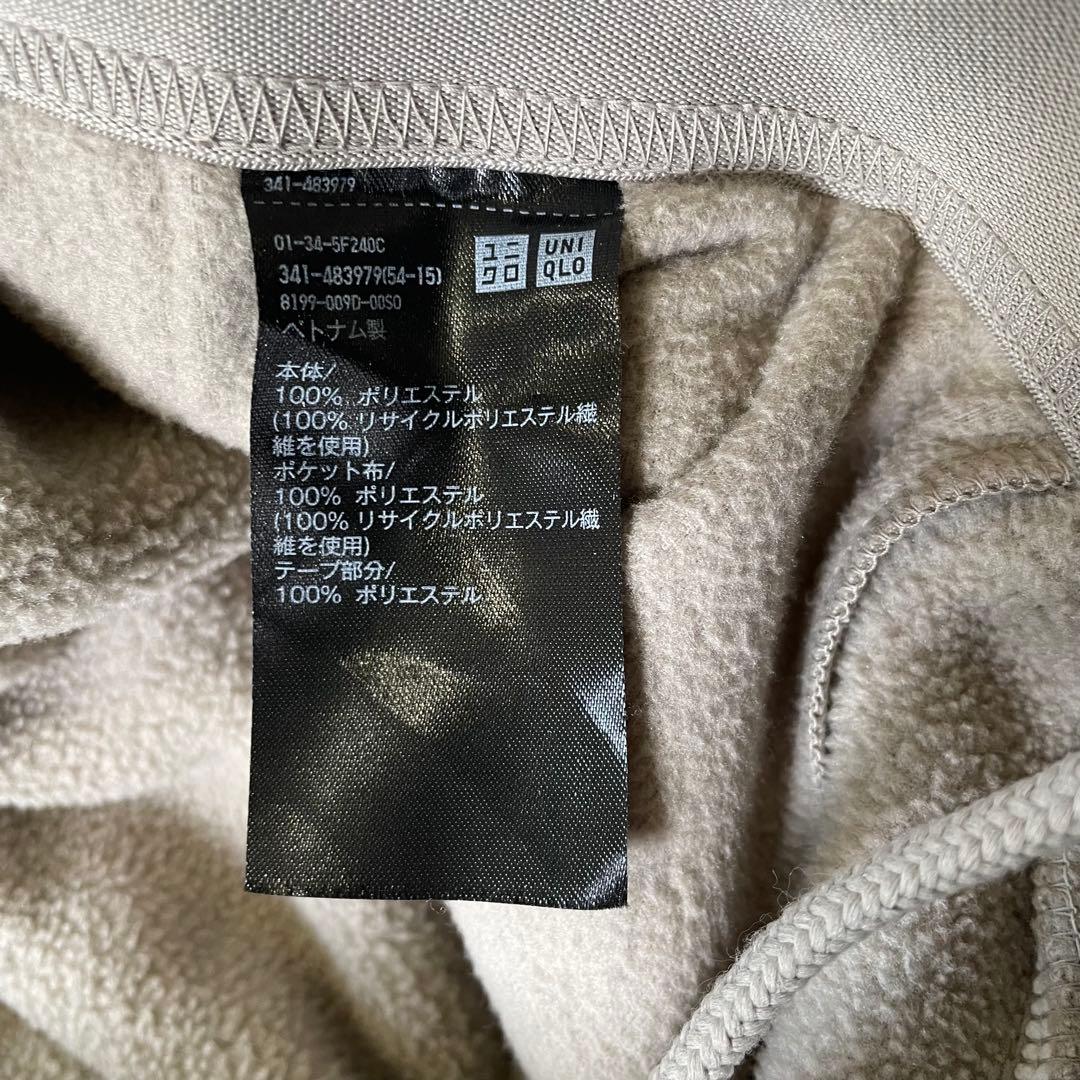 341-483979
01-34-5F240C
341-483979(54-15)
8199-009D-00S0
ベトナム製
ユニ
クロ
UNI
QLO
本体/
100% ポリエステル
(100% リサイクルポリエステル繊
維を使用)
ポケット布/
100% ポリエステル
(100% リサイクルポリエステル繊
維を使用)
テープ部分/
100% ポリエステル